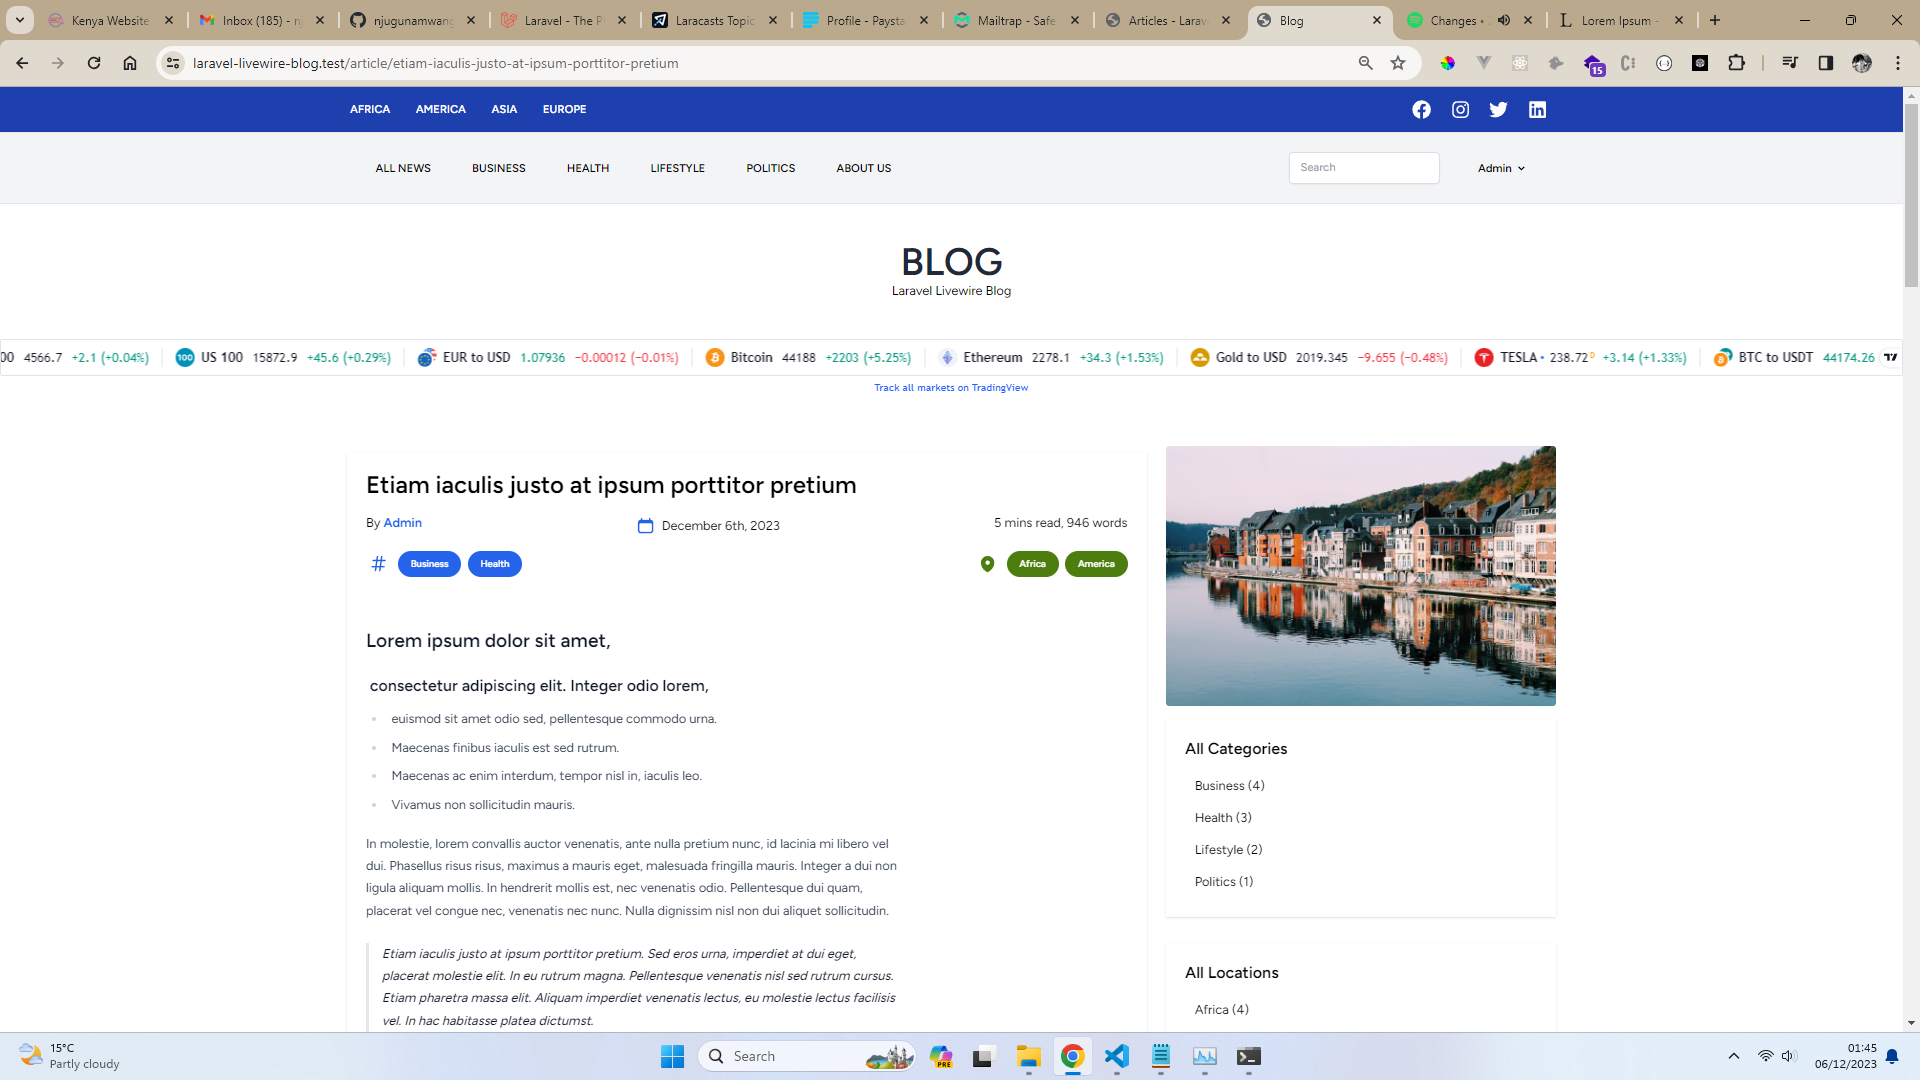 Kenya Website
Inbox (185) - nj
njugunamwang
Laravel - The P
Laracasts Topic
Profile - Paysta
Mailtrap - Safe
Articles - Larav
Blog
Changes •
Lorem Ipsum -
laravel-livewire-blog.test/article/etiam-iaculis-justo-at-ipsum-porttitor-pretium
15
AFRICA AMERICA ASIA EUROPE
ALL NEWS BUSINESS HEALTH LIFESTYLE POLITICS ABOUT US Search Admin
BLOG
Laravel Livewire Blog
00 4566.7 +2.1 (+0.04%) 100 US 100 15872.9 +45.6 (+0.29%) EUR to USD 1.07936 −0.00012 (−0.01%) Bitcoin 44188 +2203 (+5.25%) Ethereum 2278.1 +34.3 (+1.53%) Gold to USD 2019.345 −9.655 (−0.48%) TESLA • 238.72 D +3.14 (+1.33%) BTC to USDT 44174.26
Track all markets on TradingView
Etiam iaculis justo at ipsum porttitor pretium
By Admin December 6th, 2023 5 mins read, 946 words
# Business Health Africa America
Lorem ipsum dolor sit amet,
consectetur adipiscing elit. Integer odio lorem,
• euismod sit amet odio sed, pellentesque commodo urna.
• Maecenas finibus iaculis est sed rutrum.
• Maecenas ac enim interdum, tempor nisl in, iaculis leo.
• Vivamus non sollicitudin mauris.
In molestie, lorem convallis auctor venenatis, ante nulla pretium nunc, id lacinia mi libero vel
dui. Phasellus risus risus, maximus a mauris eget, malesuada fringilla mauris. Integer a dui non
ligula aliquam mollis. In hendrerit mollis est, nec venenatis odio. Pellentesque dui quam,
placerat vel congue nec, venenatis nec nunc. Nulla dignissim nisl non dui aliquet sollicitudin.
Etiam iaculis justo at ipsum porttitor pretium. Sed eros urna, imperdiet at dui eget,
placerat molestie elit. In eu rutrum magna. Pellentesque venenatis nisl sed rutrum cursus.
Etiam pharetra massa elit. Aliquam imperdiet venenatis lectus, eu molestie lectus facilisis
vel. In hac habitasse platea dictumst.
All Categories
Business (4)
Health (3)
Lifestyle (2)
Politics (1)
All Locations
Africa (4)
15°C
Partly cloudy
Search
PRE
01:45
06/12/2023